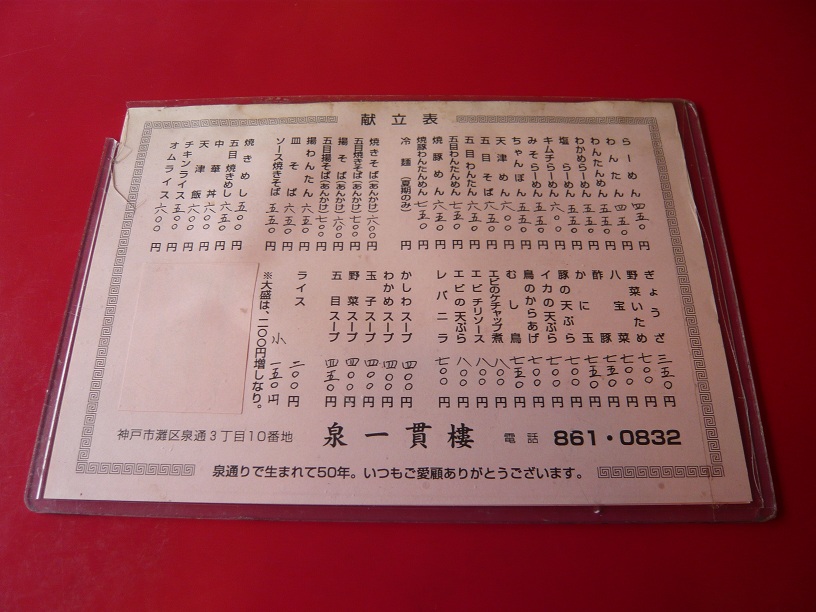 献立表
らーめん 四五〇円
わんたん 四五〇円
わんたんめん 五五〇円
わかめらーめん 五五〇円
塩らーめん 五五〇円
キムチらーめん 六〇〇円
みそらーめん 五五〇円
ちゃんぽん 五五〇円
天津めん 六〇〇円
五目そば 六五〇円
五目わんたんめん 七五〇円
焼豚めん 六五〇円
焼豚わんたんめん 七五〇円
冷麺(夏期のみ) 円
焼きそば(あんかけ) 六〇〇円
五目焼きそば(あんかけ) 七〇〇円
揚そば(あんかけ) 六〇〇円
五目揚そば(あんかけ) 七〇〇円
揚わんたん 六五〇円
皿そば 六五〇円
ソース焼きそば 五五〇円
焼きめし 五〇〇円
五目焼きめし 六五〇円
中華丼 六〇〇円
天津飯 六〇〇円
チキンライス 五五〇円
オムライス 六〇〇円
ぎょうざ 三五〇円
野菜いため 七〇〇円
八宝菜 七〇〇円
酢豚 七五〇円
かに玉 七五〇円
豚の天ぷら 七〇〇円
イカの天ぷら 七〇〇円
鳥のからあげ 七〇〇円
むし鳥 七五〇円
エビのケチャップ煮 八〇〇円
エビチリソース 八〇〇円
エビの天ぷら 八〇〇円
レバニラ 七〇〇円
かしわスープ 四〇〇円
わかめスープ 四〇〇円
玉子スープ 四〇〇円
野菜スープ 四〇〇円
五目スープ 四五〇円
ライス 二〇〇円
小 一五〇円
※大盛は、二〇〇円増しなり。
神戸市灘区泉通3丁目10番地 泉一貫樓 電話 861・0832
泉通りで生まれて50年。いつもご愛顧ありがとうございます。